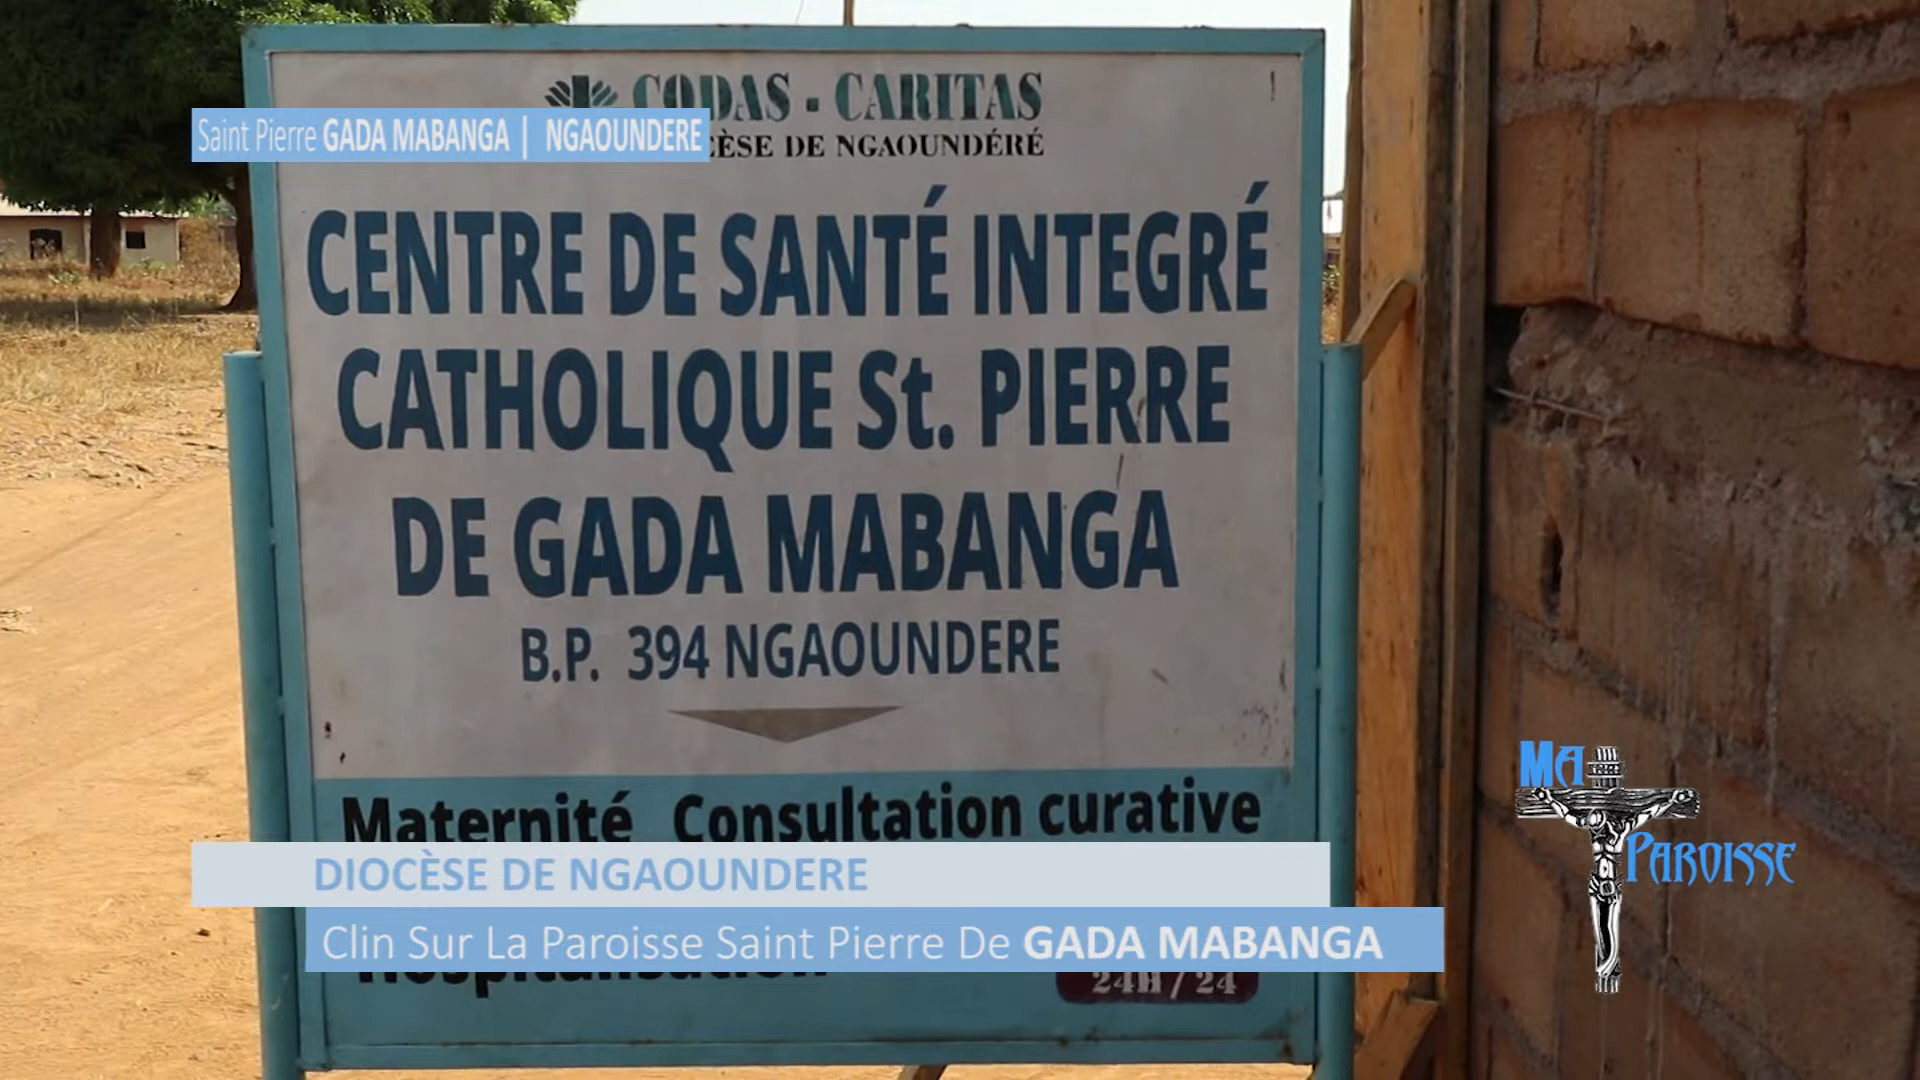 CODAS - CARITAS
Saint Pierre GADA MABANGA | NGAOUNDERE
DE NGAOUNDÉRÉ
CENTRE DE SANTÉ INTEGRÉ
CATHOLIQUE St. PIERRE
DE GADA MABANGA
B.P. 394 NGAOUNDERE
Maternité Consultation curative
DIOCÈSE DE NGAOUNDERE
Clin Sur La Paroisse Saint Pierre De GADA MABANGA
Hospitalisation
24H / 24
MA
PAROISSE